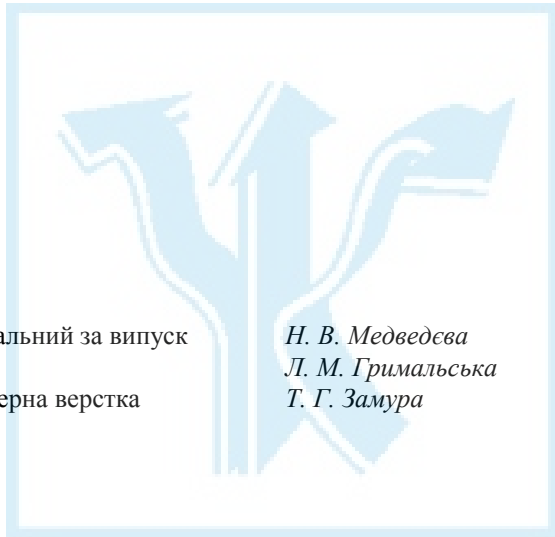 альний за випуск Н. В. Медведєва
Л. М. Гримальська
ерна верстка Т. Г. Замура